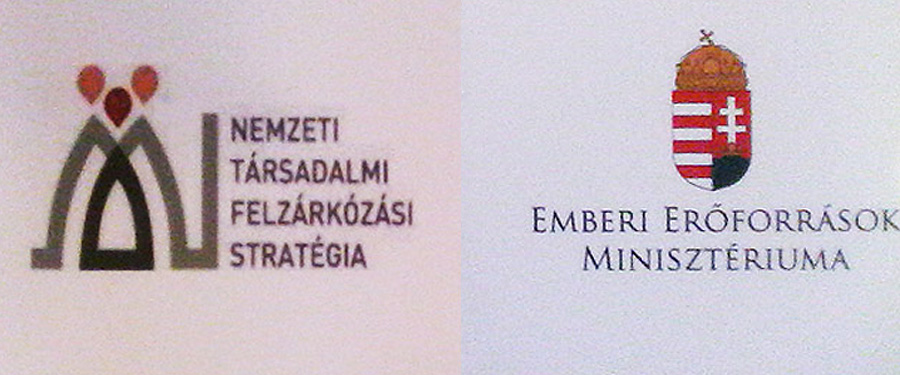 NEMZETI
TÁRSADALMI
FELZÁRKÓZÁSI
STRATÉGIA
EMBERI ERŐFORRÁSOK
MINISZTÉRIUMA